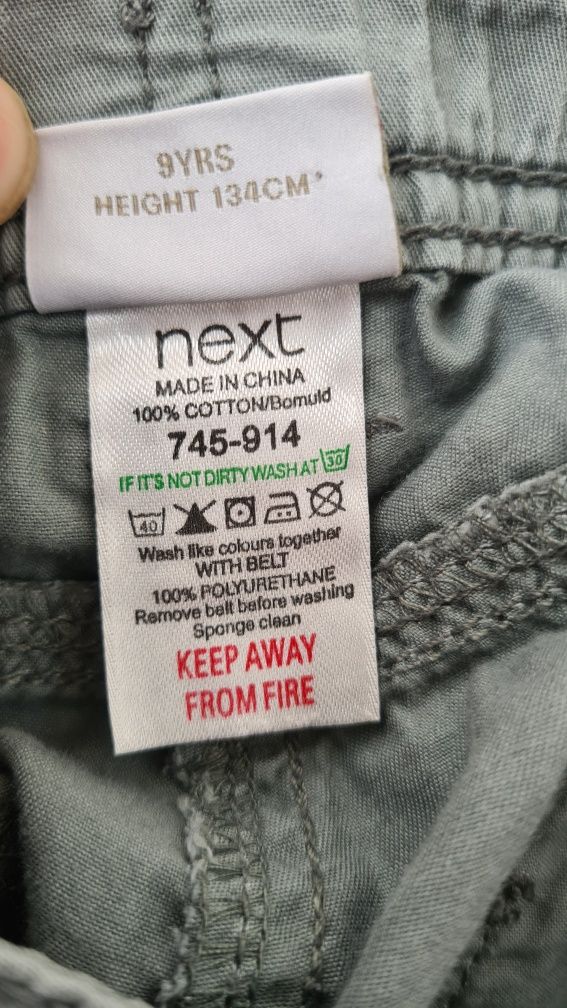 9YRS
HEIGHT 134CM*
next
MADE IN CHINA
100% COTTON/Bomuld
745-914
IF IT'S NOT DIRTY WASH AT 30
40
Wash like colours together
WITH BELT
100% POLYURETHANE
Remove belt before washing
Sponge clean
KEEP AWAY
FROM FIRE